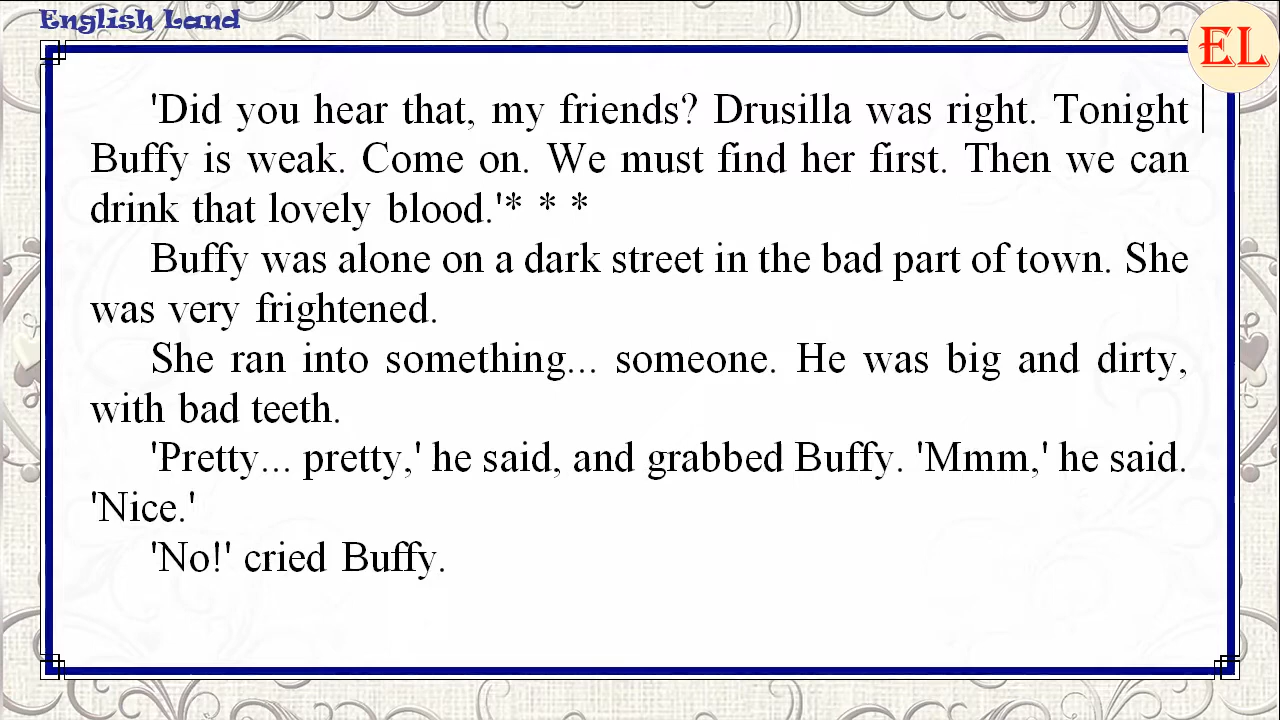 English Land
EL
'Did you hear that, my friends? Drusilla was right. Tonight
Buffy is weak. Come on. We must find her first. Then we can
drink that lovely blood.'* * *
Buffy was alone on a dark street in the bad part of town. She
was very frightened.
She ran into something... someone. He was big and dirty,
with bad teeth.
'Pretty... pretty,' he said, and grabbed Buffy. 'Mmm,' he said.
'Nice.'
'No!' cried Buffy.